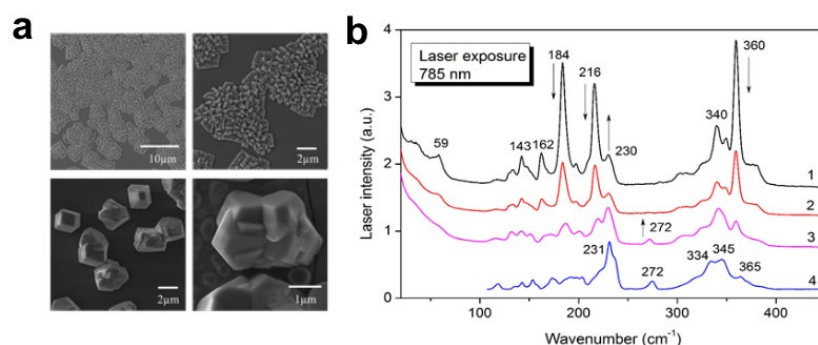 a
10µm
2µm
2µm
1µm
b
Laser exposure
785 nm
Laser intensity (a.u.)
4
3
2
1
0
59
143
162
184
216
230
340
360
1
2
3
272
231
272
334
345
365
4
100
200
300
400
Wavenumber (cm⁻¹)